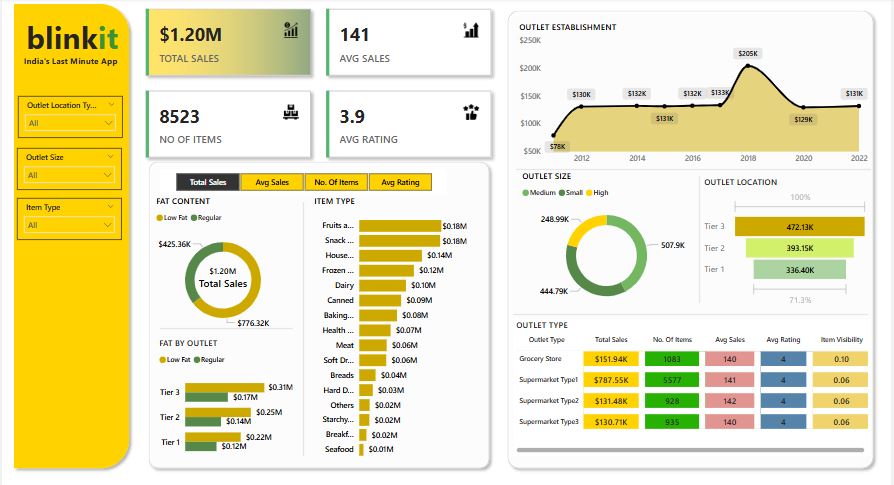 blinkit
India's Last Minute App
Outlet Location Ty...
All
Outlet Size
All
Item Type
All
$1.20M
TOTAL SALES
141
AVG SALES
8523
NO OF ITEMS
3.9
AVG RATING
Total Sales Avg Sales No. Of Items Avg Rating
FAT CONTENT
Low Fat Regular
$425.36K
$1.20M
Total Sales
$776.32K
FAT BY OUTLET
Low Fat Regular
Tier 3 $0.31M
$0.17M
Tier 2 $0.25M
$0.14M
Tier 1 $0.22M
$0.12M
ITEM TYPE
Fruits a... $0.18M
Snack ... $0.18M
House... $0.14M
Frozen ... $0.12M
Dairy $0.10M
Canned $0.09M
Baking... $0.08M
Health ... $0.07M
Meat $0.06M
Soft Dr... $0.06M
Breads $0.04M
Hard D... $0.03M
Others $0.02M
Starchy... $0.02M
Breakf... $0.02M
Seafood $0.01M
OUTLET ESTABLISHMENT
$250K
$200K
$150K
$100K
$50K
$78K $130K $132K $131K $132K $133K $205K $129K $131K
2012 2014 2016 2018 2020 2022
OUTLET SIZE
Medium Small High
248.99K
507.9K
444.79K
OUTLET LOCATION
100%
Tier 3 472.13K
Tier 2 393.15K
Tier 1 336.40K
71.3%
OUTLET TYPE
Outlet Type Total Sales No. Of Items Avg Sales Avg Rating Item Visibility
Grocery Store $151.94K 1083 140 4 0.10
Supermarket Type1 $787.55K 5577 141 4 0.06
Supermarket Type2 $131.48K 928 142 4 0.06
Supermarket Type3 $130.71K 935 140 4 0.06